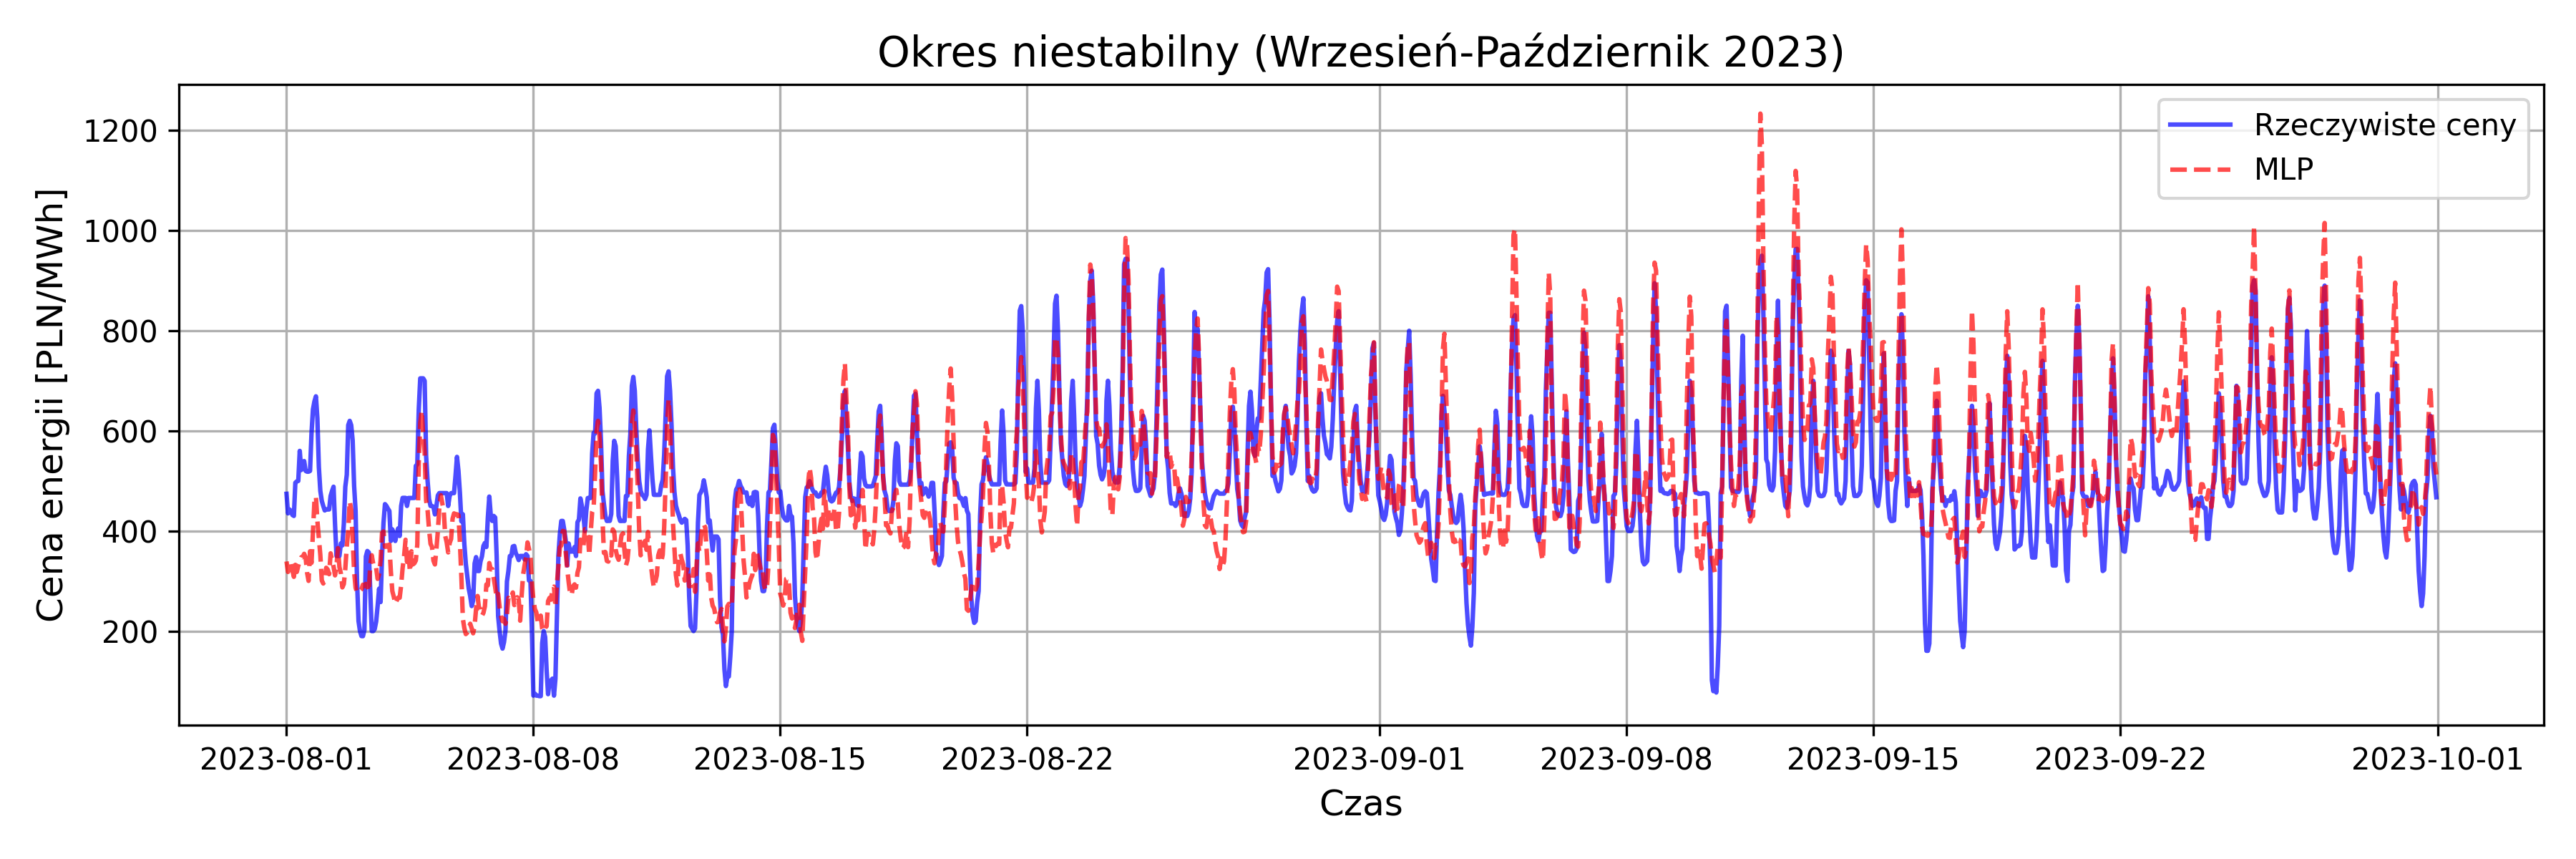 Okres niestabilny (Wrzesień-Październik 2023)
Cena energii [PLN/MWh]
1200
1000
800
600
400
200
Rzeczywiste ceny
MLP
2023-08-01 2023-08-08 2023-08-15 2023-08-22 2023-09-01 2023-09-08 2023-09-15 2023-09-22 2023-10-01
Czas